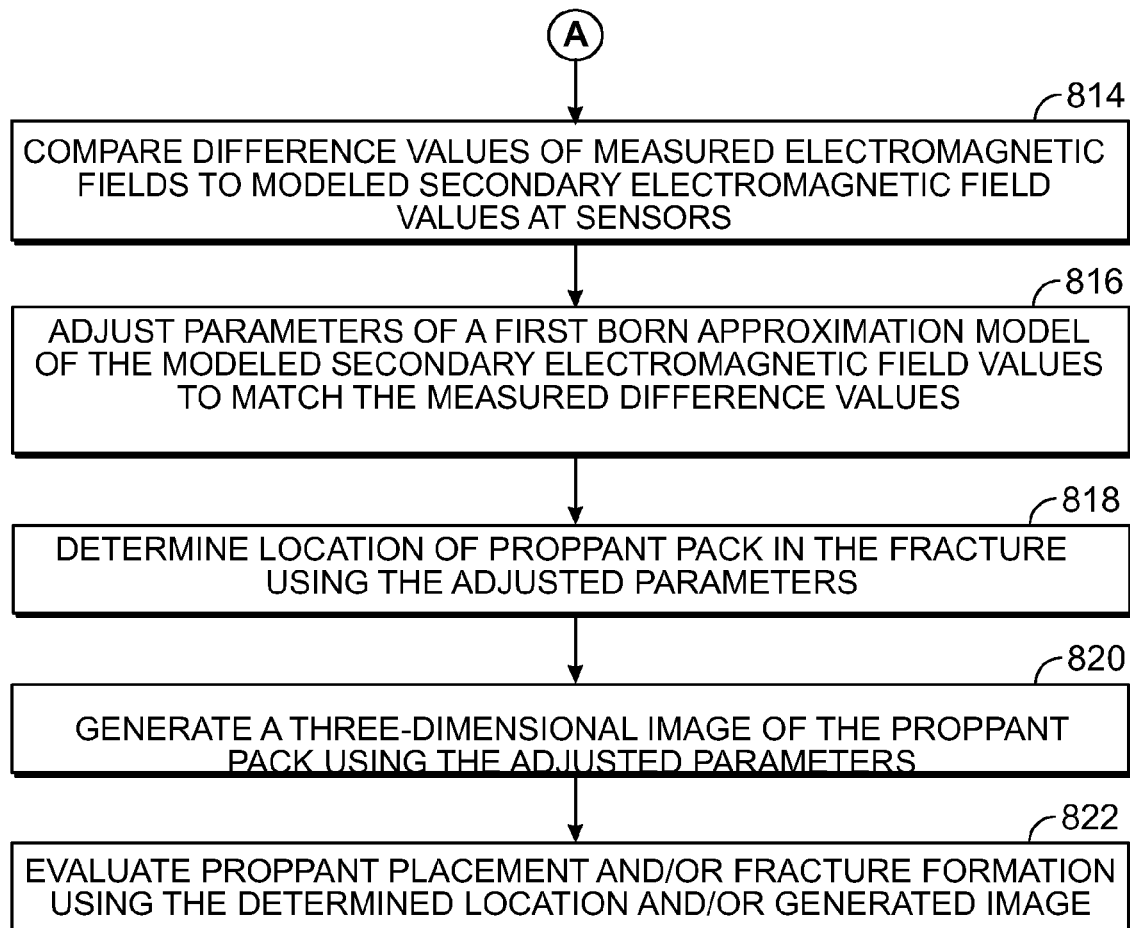 A
814
COMPARE DIFFERENCE VALUES OF MEASURED ELECTROMAGNETIC
FIELDS TO MODELED SECONDARY ELECTROMAGNETIC FIELD
VALUES AT SENSORS
816
ADJUST PARAMETERS OF A FIRST BORN APPROXIMATION MODEL
OF THE MODELED SECONDARY ELECTROMAGNETIC FIELD VALUES
TO MATCH THE MEASURED DIFFERENCE VALUES
818
DETERMINE LOCATION OF PROPPANT PACK IN THE FRACTURE
USING THE ADJUSTED PARAMETERS
820
GENERATE A THREE-DIMENSIONAL IMAGE OF THE PROPPANT
PACK USING THE ADJUSTED PARAMETERS
822
EVALUATE PROPPANT PLACEMENT AND/OR FRACTURE FORMATION
USING THE DETERMINED LOCATION AND/OR GENERATED IMAGE